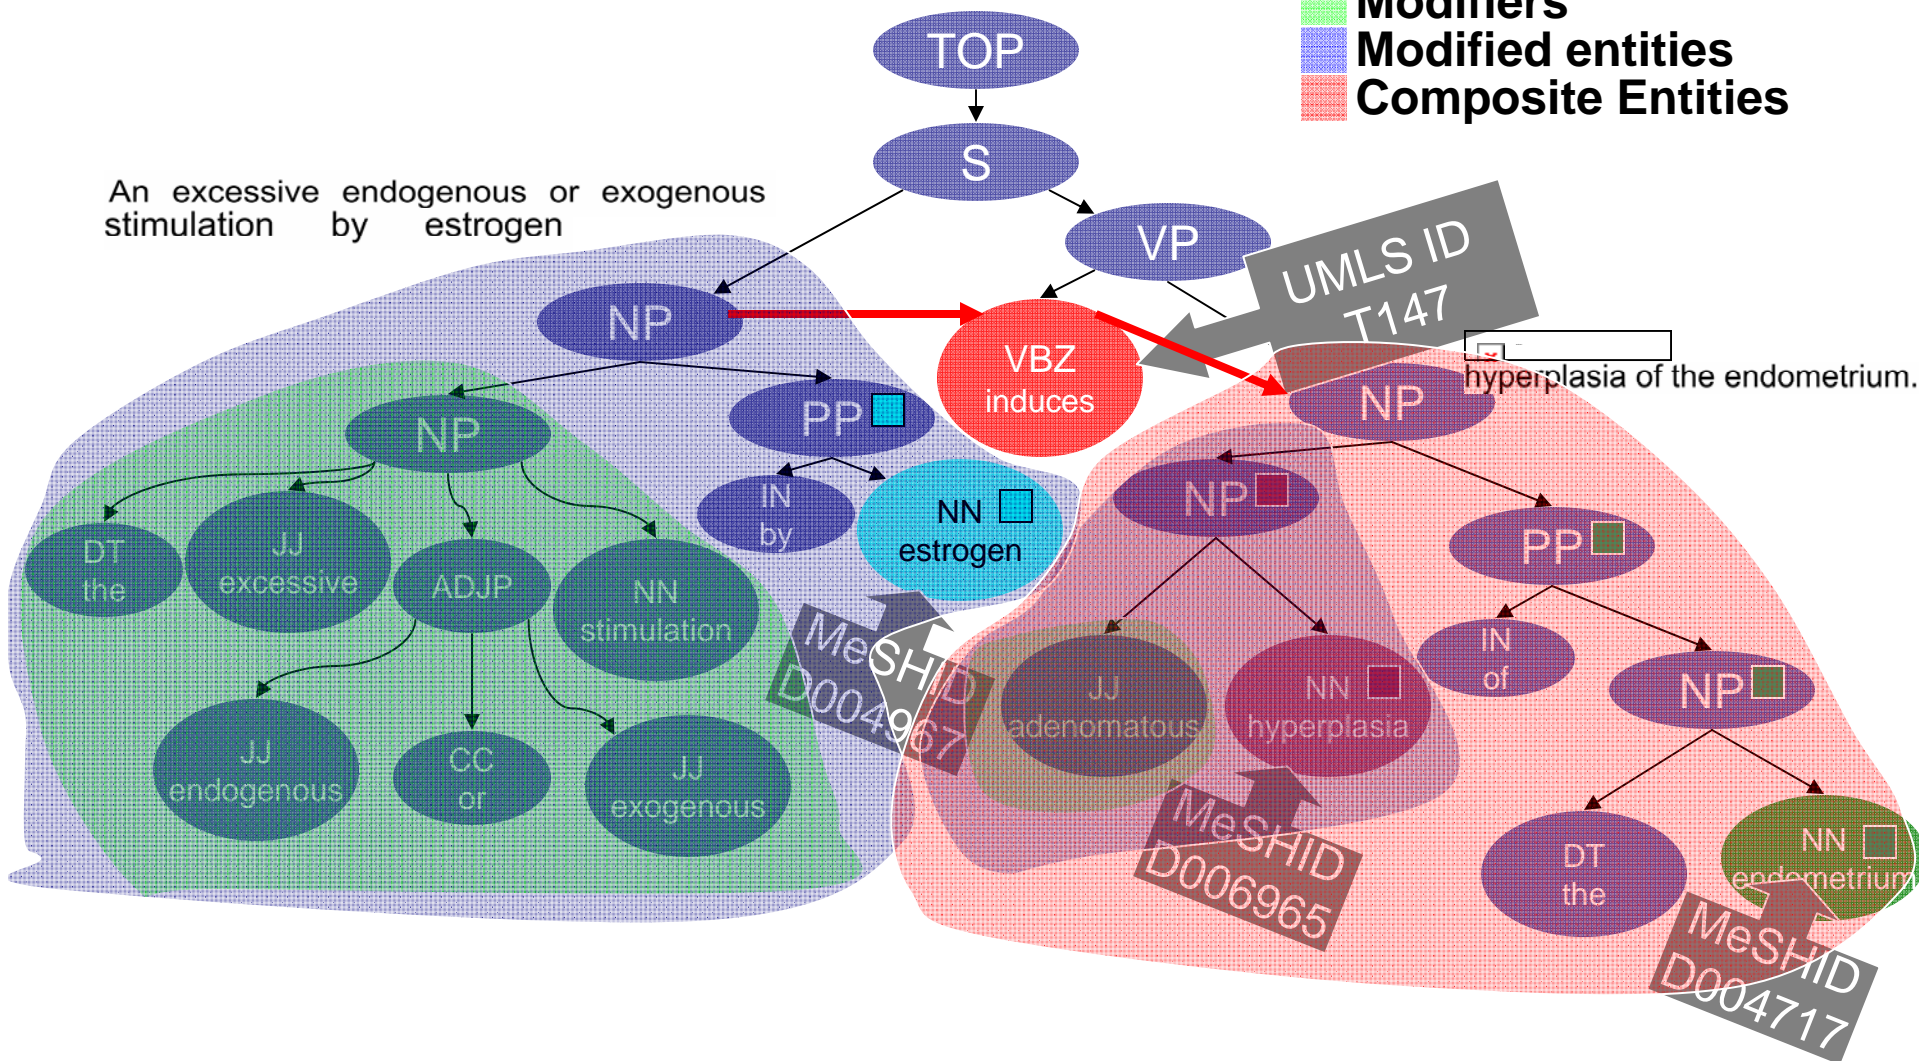 Modifiers
Modified entities
Composite Entities
TOP
S
An excessive endogenous or exogenous
stimulation by estrogen
VP
UMLS ID
T147
NP
VBZ
induces
hyperplasia of the endometrium.
NP
NP
PP
NP
PP
IN
by
NN
estrogen
DT
the
JJ
excessive
ADJP
NN
stimulation
MeSHID
D004967
JJ
adenomatous
NN
hyperplasia
IN
of
NP
JJ
endogenous
CC
or
JJ
exogenous
MeSHID
D006965
DT
the
NN
endometrium
MeSHID
D004717